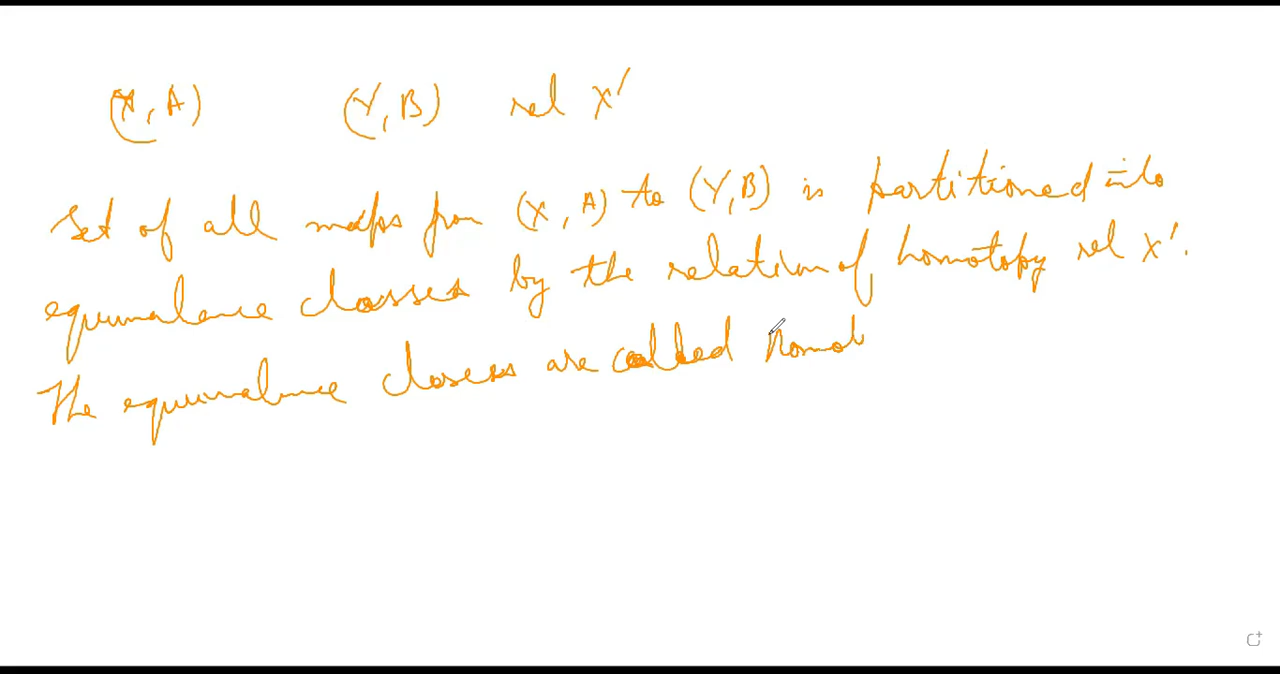 (X, A) (Y, B) rel X'
Set of all maps from (X, A) to (Y, B) is partitioned into
equivalence classes by the relation of homotopy rel X'.
The equivalence classes are called homot